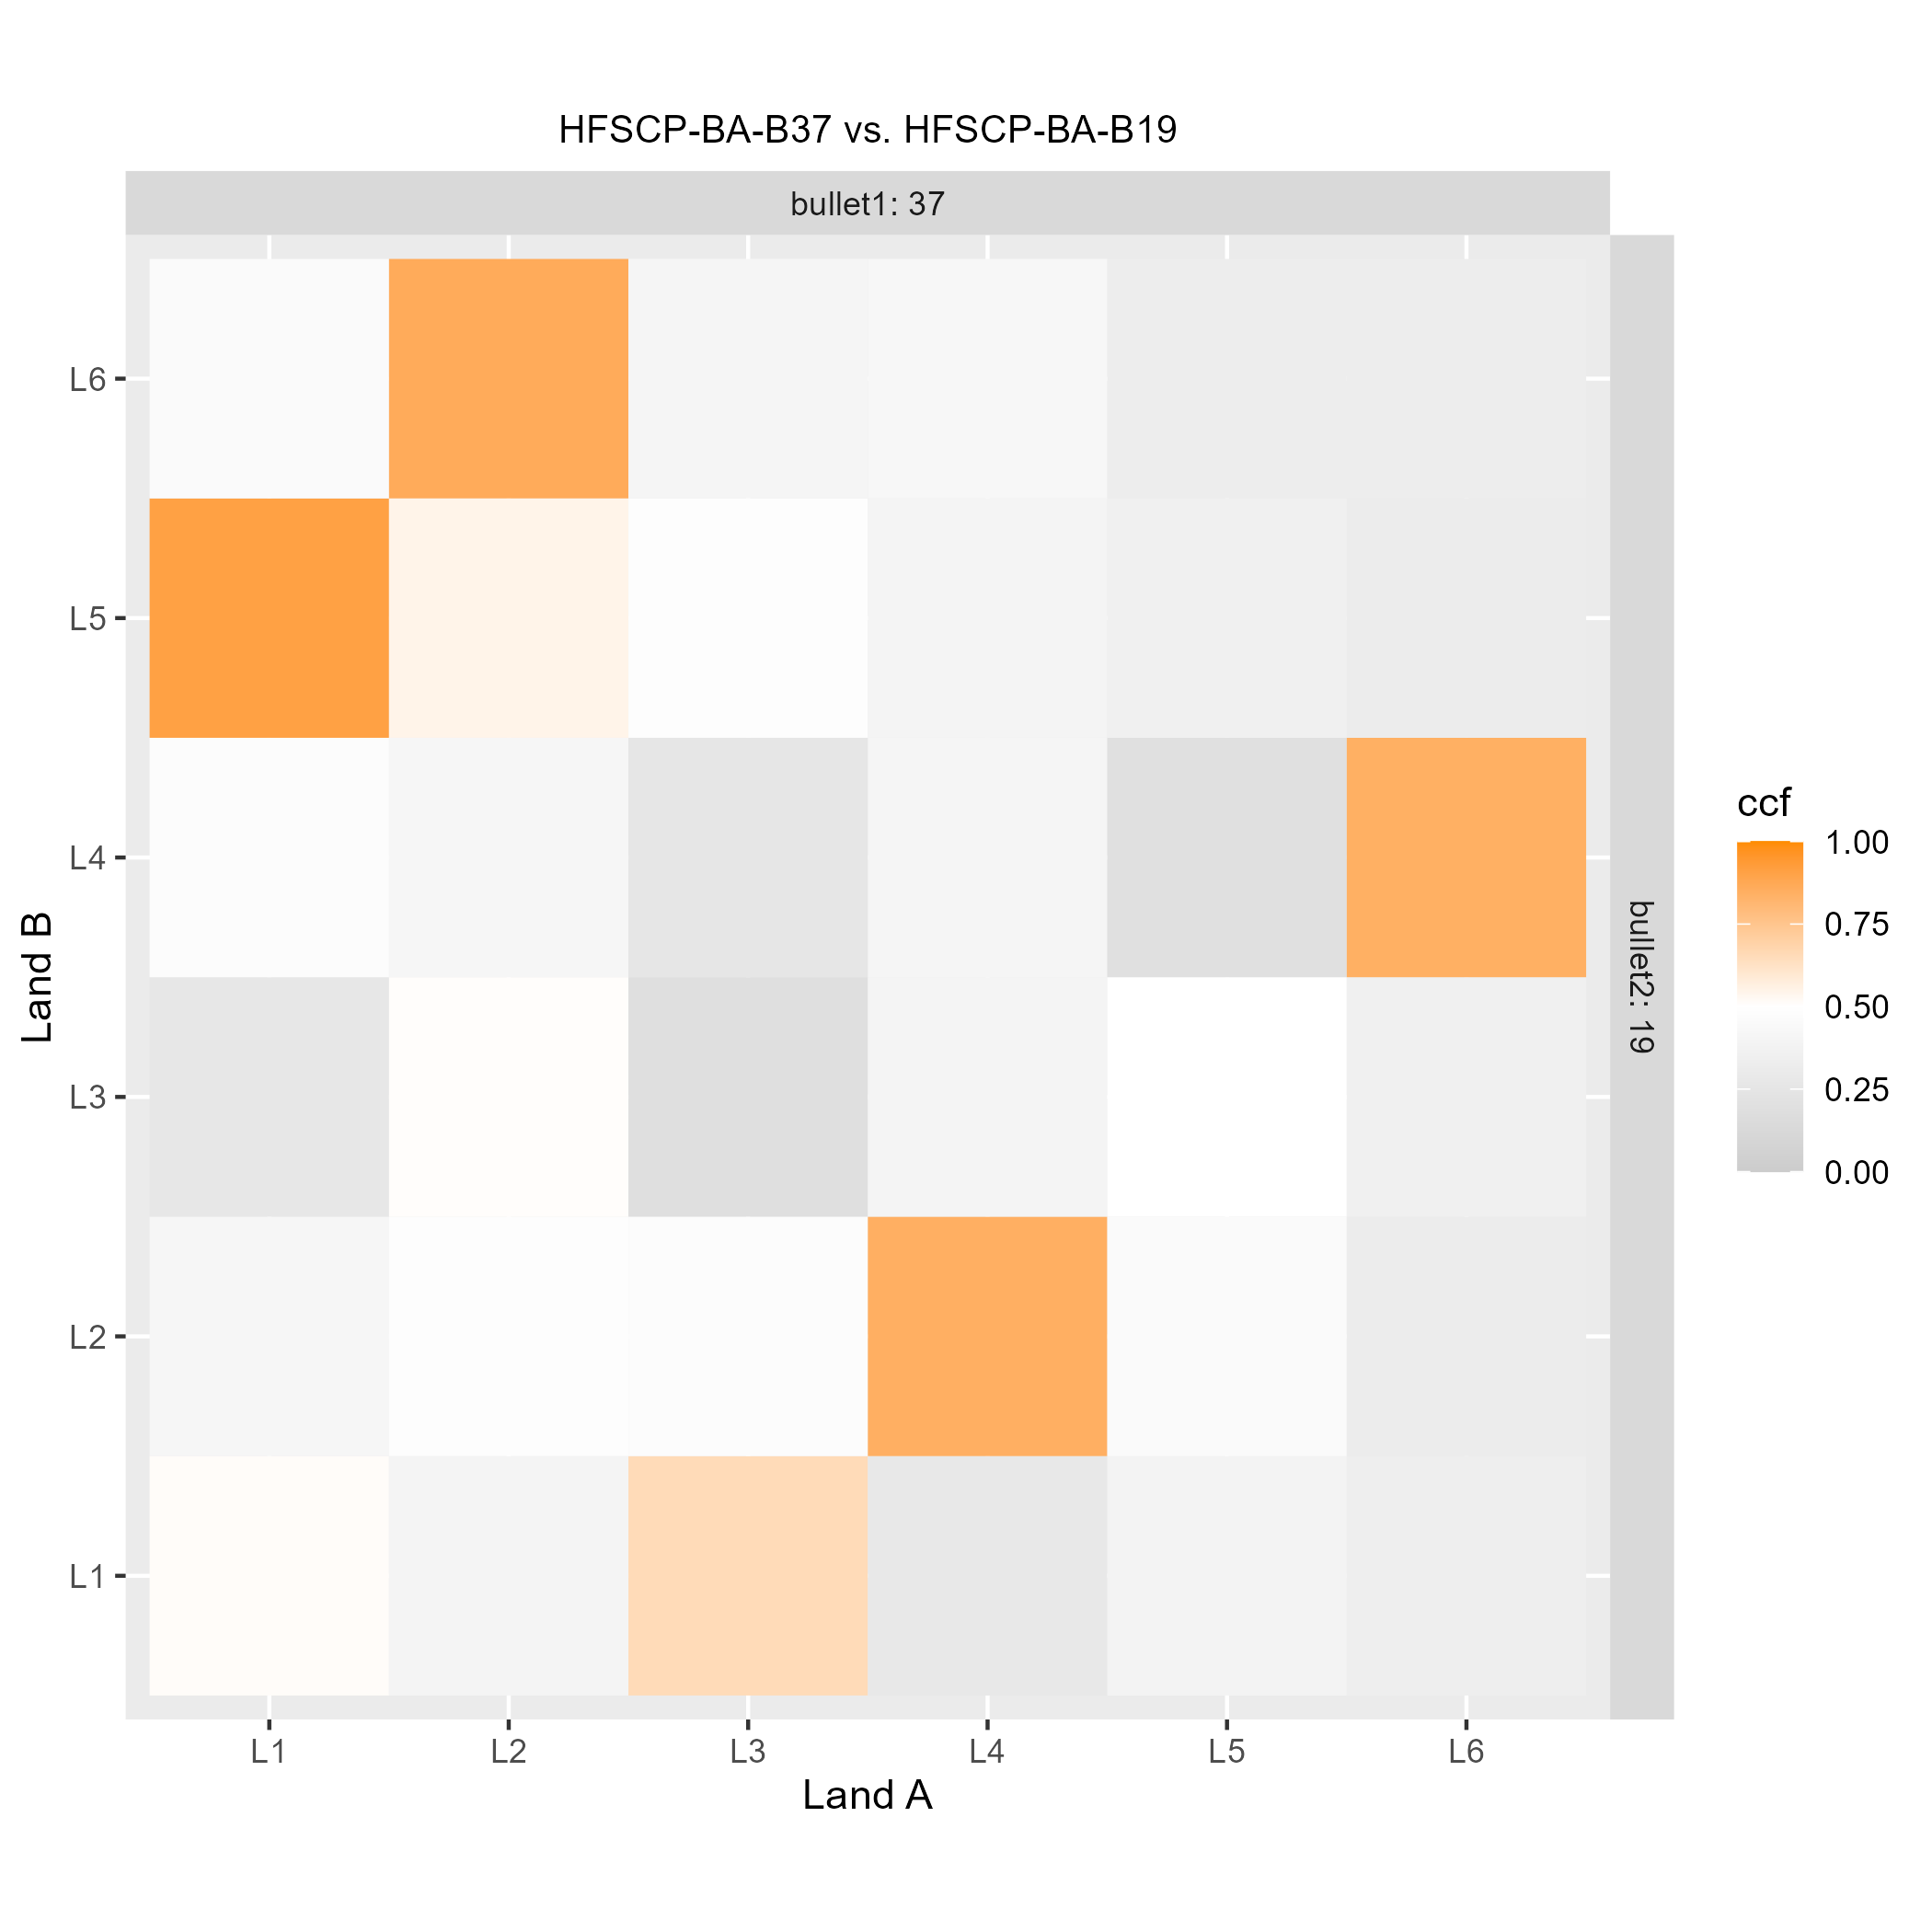 HFSCP-BA-B37 vs. HFSCP-BA-B19
bullet1: 37
L6
L5
L4
L3
L2
L1
Land B
bullet2: 19
ccf
1.00
0.75
0.50
0.25
0.00
L1
L2
L3
L4
L5
L6
Land A